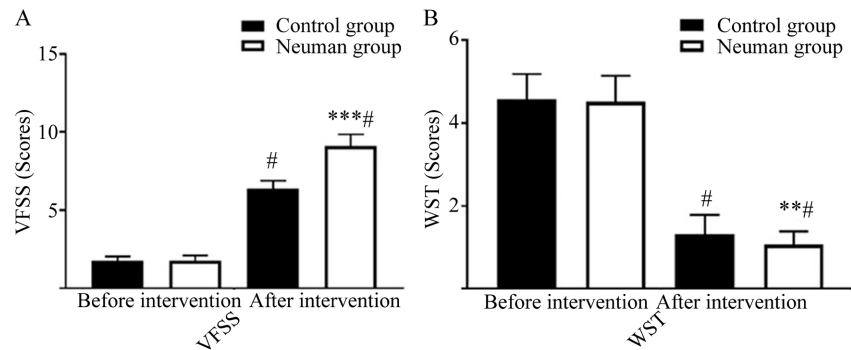 A
Control group
Neuman group
VFSS (Scores)
15
10
5
#
***#
Before intervention After intervention
VFSS
B
Control group
Neuman group
WST (Scores)
6
4
2
#
**#
Before intervention After intervention
WST